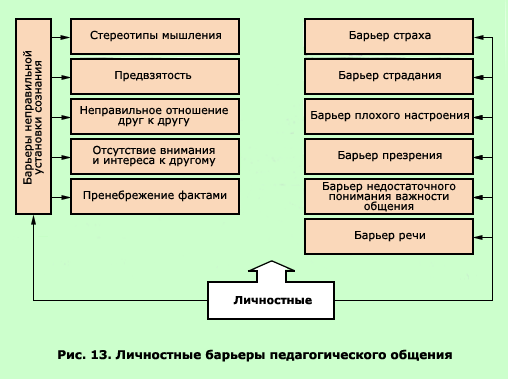 Барьеры неправильной
установки сознания
Стереотипы мышления
Предвзятость
Неправильное отношение
друг к другу
Отсутствие внимания
и интереса к другому
Пренебрежение фактами
Барьер страха
Барьер страдания
Барьер плохого настроения
Барьер презрения
Барьер недостаточного
понимания важности
общения
Барьер речи
Личностные
Рис. 13. Личностные барьеры педагогического общения